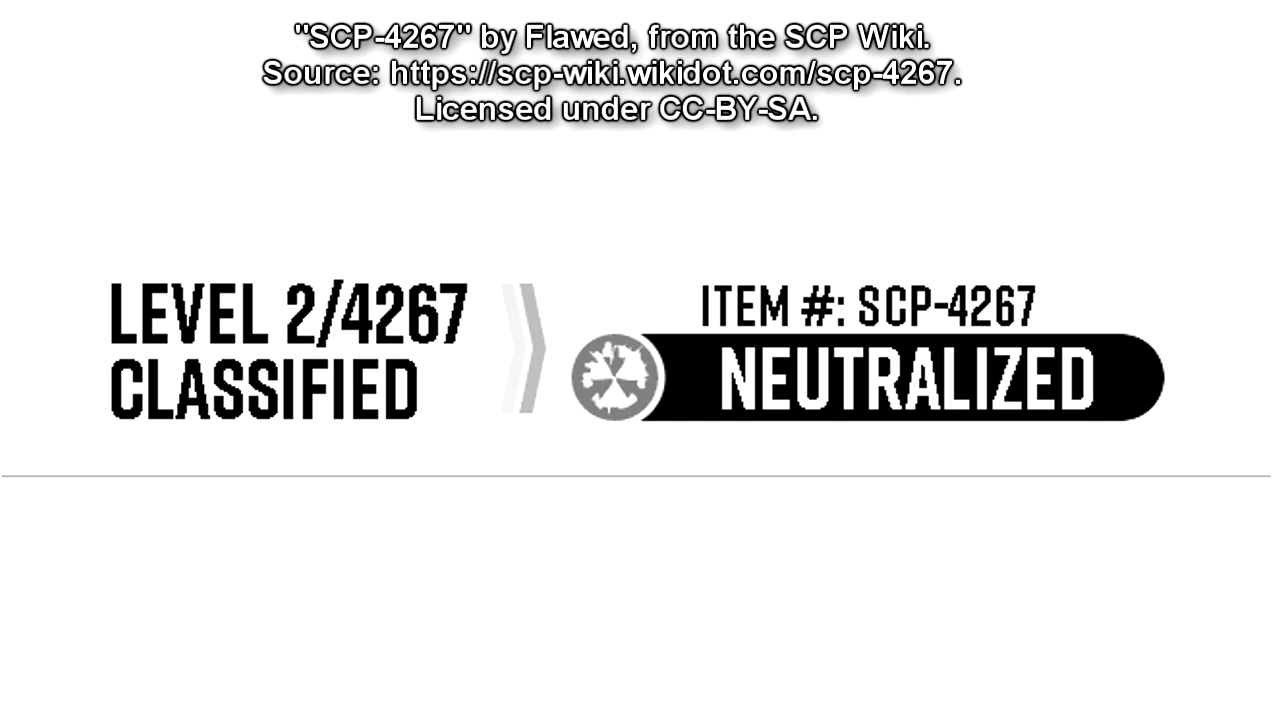 "SCP-4267" by Flawed, from the SCP Wiki.
Source: https://scp-wiki.wikidot.com/scp-4267.
Licensed under CC-BY-SA.
LEVEL 2/4267
CLASSIFIED
ITEM #: SCP-4267
NEUTRALIZED